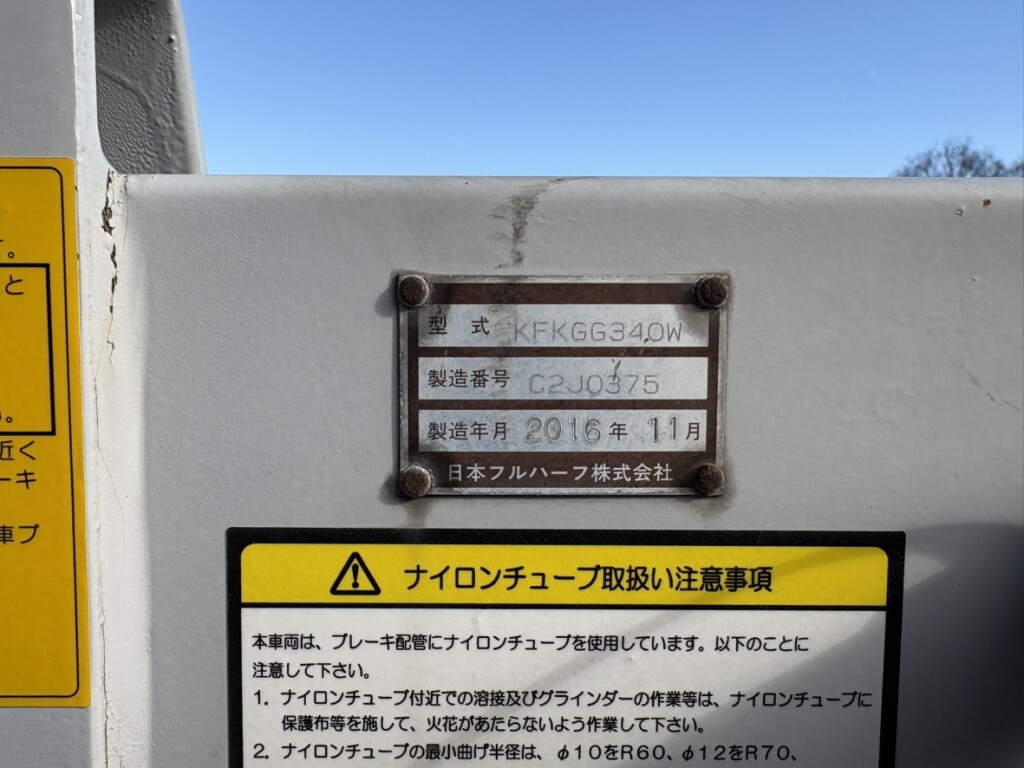 。
と
。
近く
ーキ
車ブ
型 式 KFKGG340W
製造番号 C2J0375
製造年月 2016年 11月
日本フルハーフ株式会社
ナイロンチューブ取扱い注意事項
本車両は、ブレーキ配管にナイロンチューブを使用しています。以下のことに
注意して下さい。
1. ナイロンチューブ付近での溶接及びグラインダーの作業等は、ナイロンチューブに
保護布等を施して、火花があたらないよう作業して下さい。
2. ナイロンチューブの最小曲げ半径は、φ10をR60、φ12をR70、